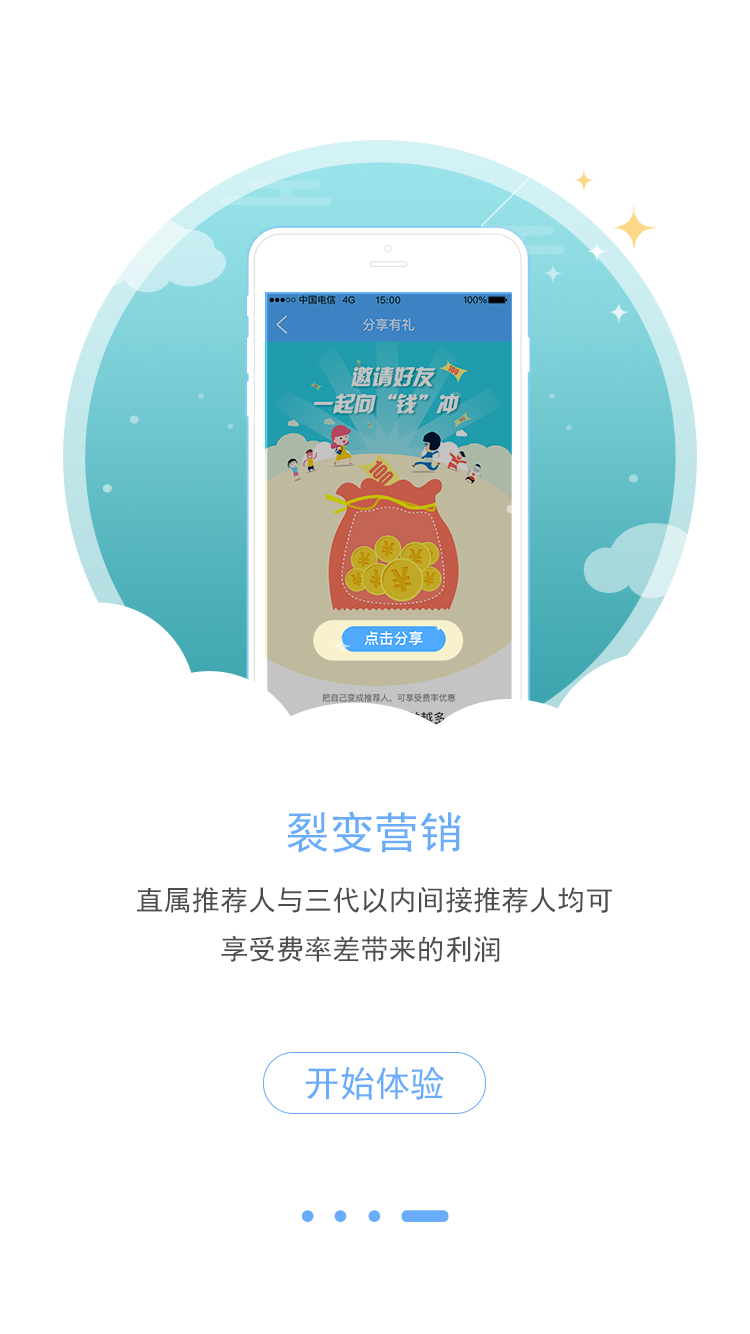 中国电信 4G 15:00 100%
分享有礼
邀请好友
100
一起向“钱”冲
100
点击分享
把自己变成推荐人，可享受费率优惠
越多
裂变营销
直属推荐人与三代以内间接推荐人均可
享受费率差带来的利润
开始体验